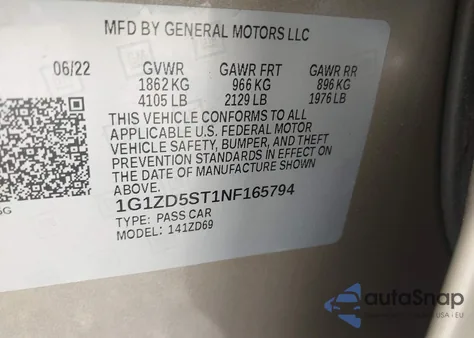 MFD BY GENERAL MOTORS LLC
06/22 GVWR GAWR FRT GAWR RR
1862 KG 966 KG 896 KG
4105 LB 2129 LB 1976 LB
THIS VEHICLE CONFORMS TO ALL
APPLICABLE U.S. FEDERAL MOTOR
VEHICLE SAFETY, BUMPER, AND THEFT
PREVENTION STANDARDS IN EFFECT ON
THE DATE OF MANUFACTURE SHOWN
ABOVE.
1G1ZD5ST1NF165794
TYPE: PASS CAR
MODEL: 141ZD69
autoSnap